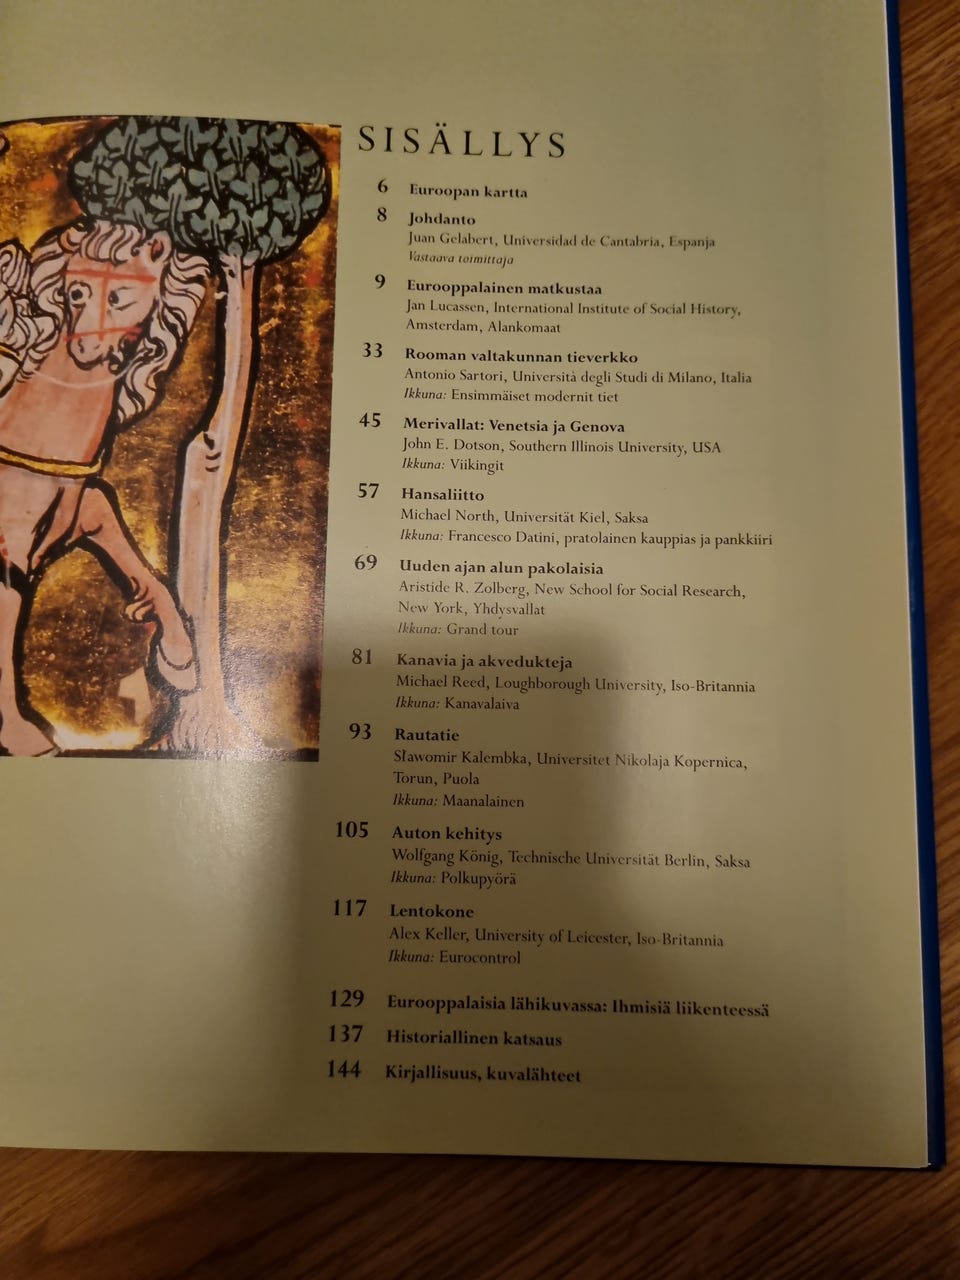 SISÄLLYS
6 Euroopan kartta
8 Johdanto
Juan Gelabert, Universidad de Cantabria, Espanja
Vastaava toimittaja
9 Eurooppalainen matkustaa
Jan Lucassen, International Institute of Social History,
Amsterdam, Alankomaat
33 Rooman valtakunnan tieverkko
Antonio Sartori, Università degli Studi di Milano, Italia
Ikkuna: Ensimmäiset modernit tiet
45 Merivallat: Venetsia ja Genova
John E. Dotson, Southern Illinois University, USA
Ikkuna: Viikingit
57 Hansaliitto
Michael North, Universität Kiel, Saksa
Ikkuna: Francesco Datini, pratolainen kauppias ja pankkiiri
69 Uuden ajan alun pakolaisia
Aristide R. Zolberg, New School for Social Research,
New York, Yhdysvallat
Ikkuna: Grand tour
81 Kanavia ja akvedukteja
Michael Reed, Loughborough University, Iso-Britannia
Ikkuna: Kanavalaiva
93 Rautatie
Sławomir Kalembka, Universitet Nikolaja Kopernica,
Torun, Puola
Ikkuna: Maanalainen
105 Auton kehitys
Wolfgang König, Technische Universität Berlin, Saksa
Ikkuna: Polkupyörä
117 Lentokone
Alex Keller, University of Leicester, Iso-Britannia
Ikkuna: Eurocontrol
129 Eurooppalaisia lähikuvassa: Ihmisiä liikenteessä
137 Historiallinen katsaus
144 Kirjallisuus, kuvalähteet